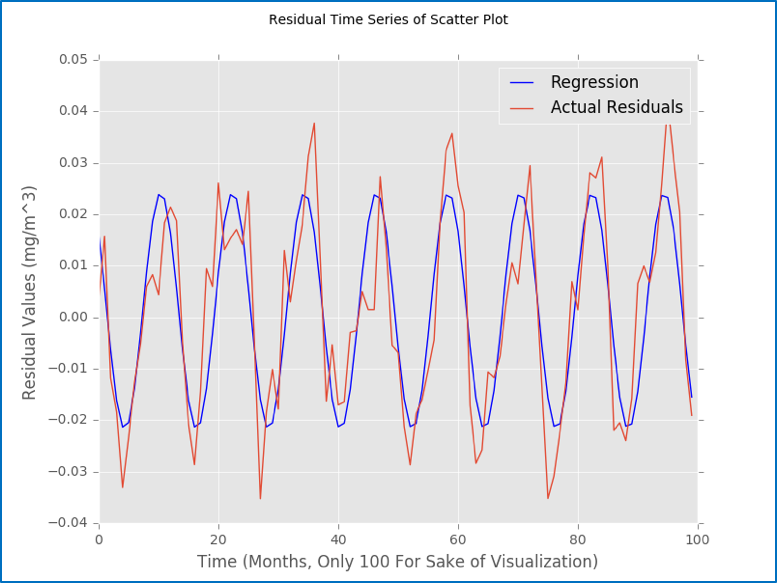 Residual Time Series of Scatter Plot
Regression
Actual Residuals
0.05
0.04
0.03
0.02
0.01
0.00
−0.01
−0.02
−0.03
−0.04
Residual Values (mg/m^3)
0 20 40 60 80 100
Time (Months, Only 100 For Sake of Visualization)